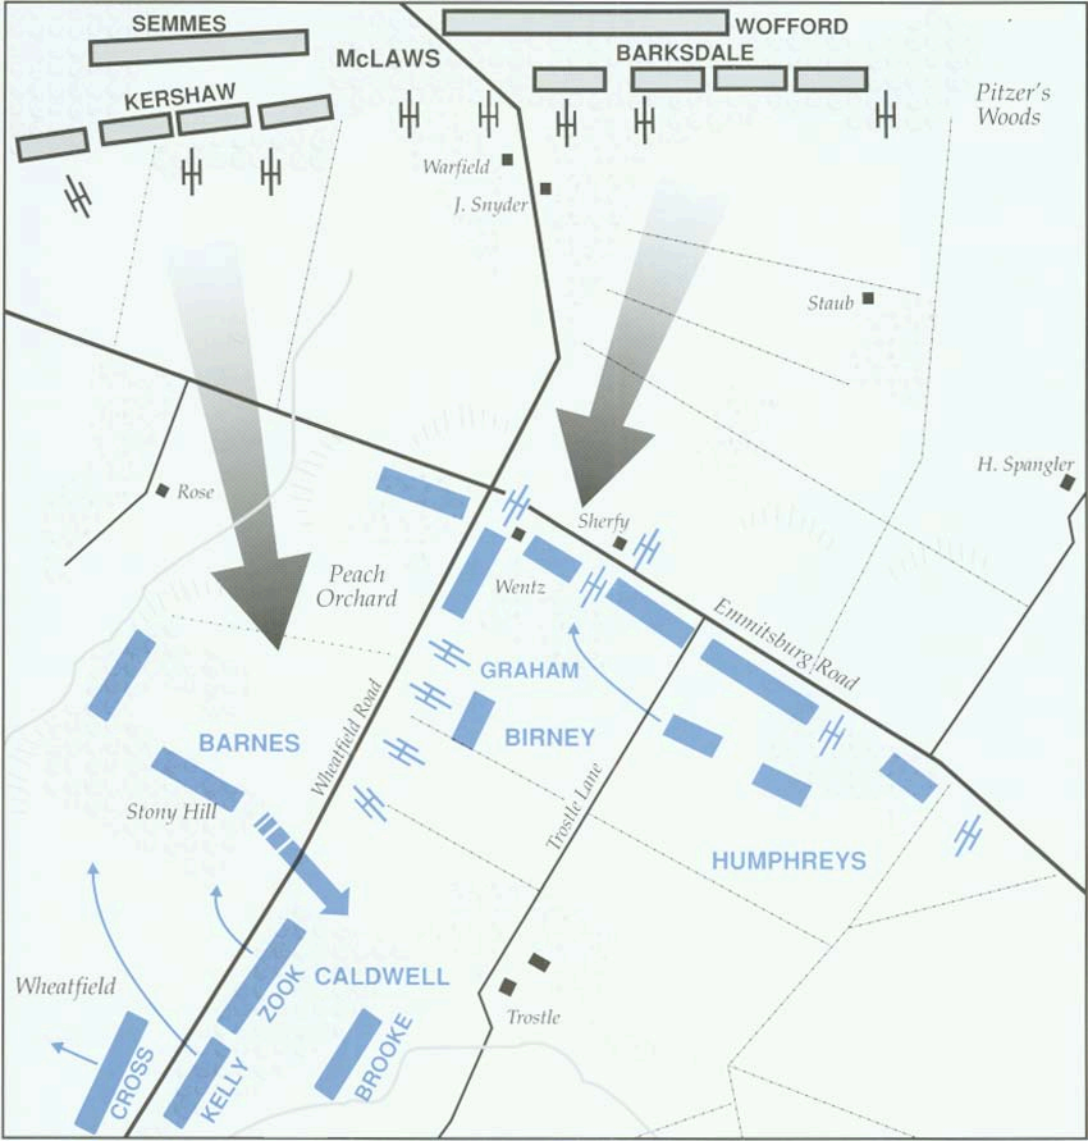 SEMMES
WOFFORD
McLAWS
BARKSDALE
KERSHAW
Pitzer's
Woods
Warfield
J. Snyder
Staub
H. Spangler
Rose
Sherfy
Peach
Orchard
Wentz
Emmitsburg Road
GRAHAM
Wheatfield Road
BARNES
BIRNEY
Stony Hill
Trostle Lane
HUMPHREYS
Wheatfield
ZOOK
CALDWELL
Trostle
CROSS
KELLY
BROOKE